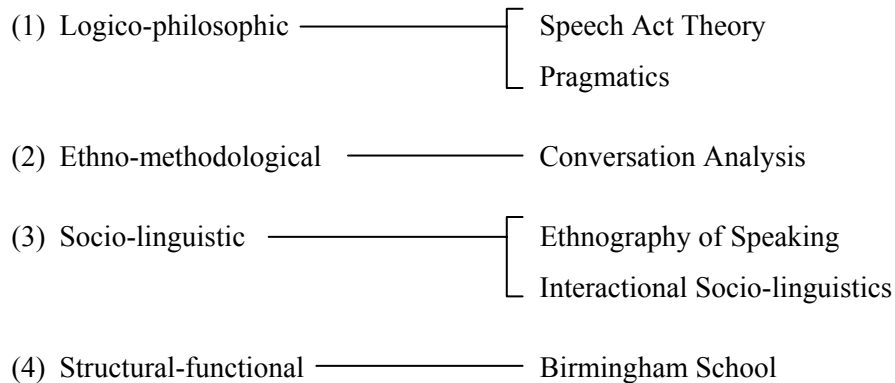 (1) Logico-philosophic Speech Act Theory
Pragmatics
(2) Ethno-methodological Conversation Analysis
(3) Socio-linguistic Ethnography of Speaking
Interactional Socio-linguistics
(4) Structural-functional Birmingham School